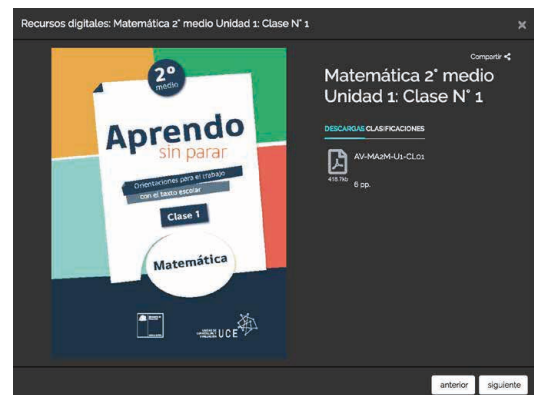 Recursos digitales: Matemática 2° medio Unidad 1: Clase N° 1
×
2°
medio
Aprendo
sin parar
Orientaciones para el trabajo
con el texto escolar
Clase 1
Matemática
UCE
Compartir
Matemática 2° medio
Unidad 1: Clase N° 1
DESCARGAS CLASIFICACIONES
AV-MA2M-U1-CL01
418.7kb
6 pp.
anterior
siguiente